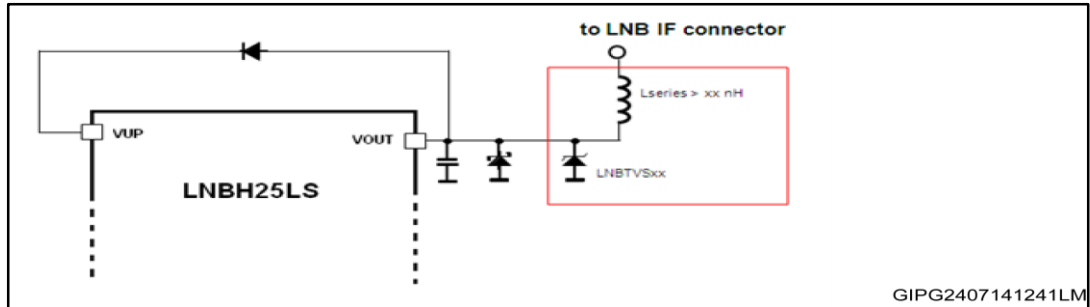 to LNB IF connector
Lseries > xx nH
VUP
VOUT
LNBTVSxx
LNBH25LS
GIPG2407141241LM